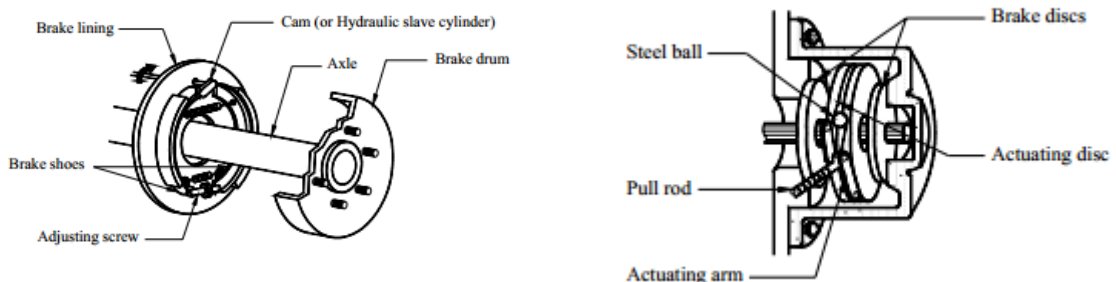 Brake lining
Cam (or Hydraulic slave cylinder)
Axle
Brake drum
Brake shoes
Adjusting screw
Brake discs
Steel ball
Actuating disc
Pull rod
Actuating arm